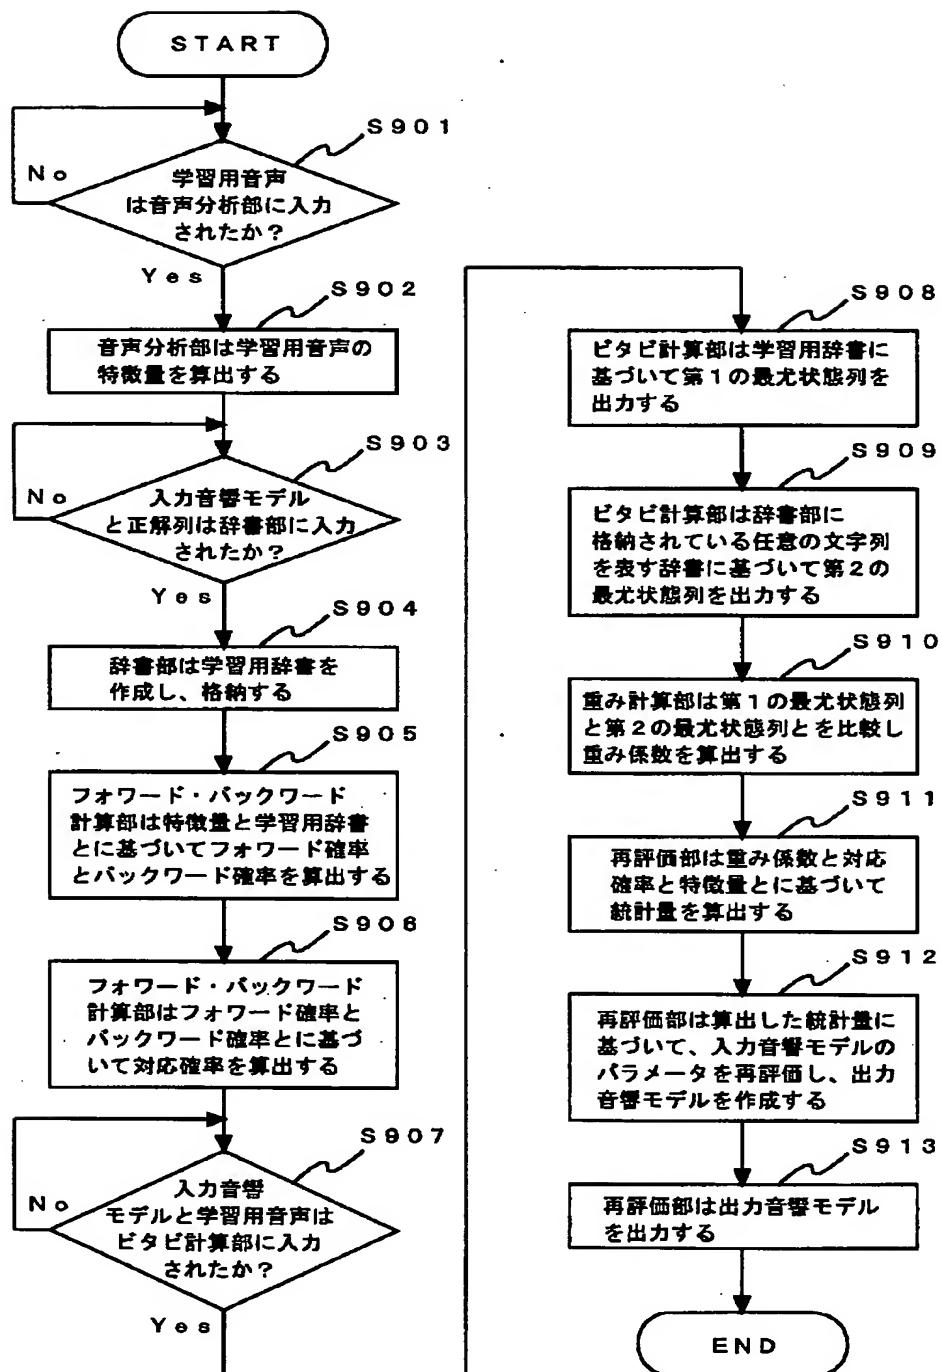 START
S901
No
学習用音声
は音声分析部に入力
されたか?
Yes
S902
音声分析部は学習用音声の
特徴量を算出する
S903
No
入力音響モデル
と正解列は辞書部に入力
されたか?
Yes
S904
辞書部は学習用辞書を
作成し、格納する
S905
フォワード・バックワード
計算部は特徴量と学習用辞書
とに基づいてフォワード確率
とバックワード確率を算出する
S906
フォワード・バックワード
計算部はフォワード確率と
バックワード確率とに基づ
いて対応確率を算出する
S907
No
入力音響
モデルと学習用音声は
ビタビ計算部に入力
されたか?
Yes
S908
ビタビ計算部は学習用辞書に
基づいて第1の最尤状態列を
出力する
S909
ビタビ計算部は辞書部に
格納されている任意の文字列
を表す辞書に基づいて第2の
最尤状態列を出力する
S910
重み計算部は第1の最尤状態列
と第2の最尤状態列とを比較し
重み係数を算出する
S911
再評価部は重み係数と対応
確率と特徴量とに基づいて
統計量を算出する
S912
再評価部は算出した統計量に
基づいて、入力音響モデルの
パラメータを再評価し、出力
音響モデルを作成する
S913
再評価部は出力音響モデル
を出力する
END